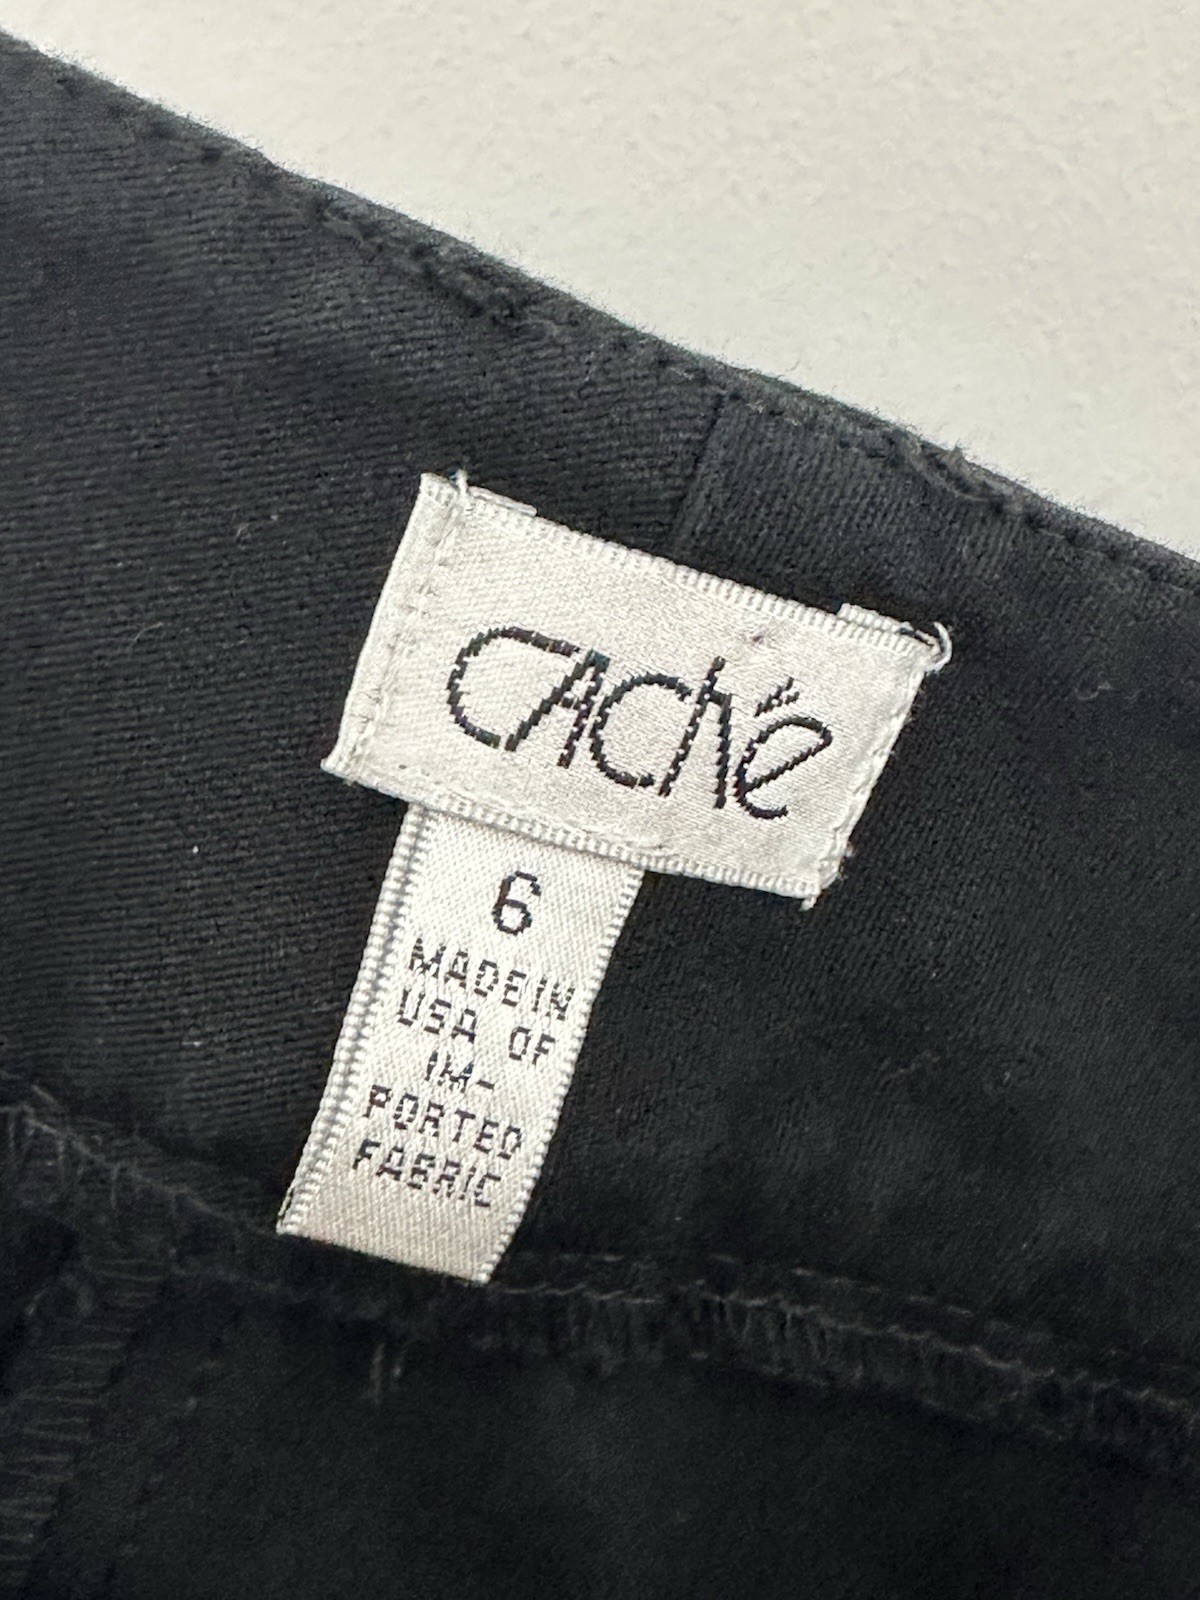 CAChé
6
MADE IN
USA OF
IM-
PORTED
FABRIC